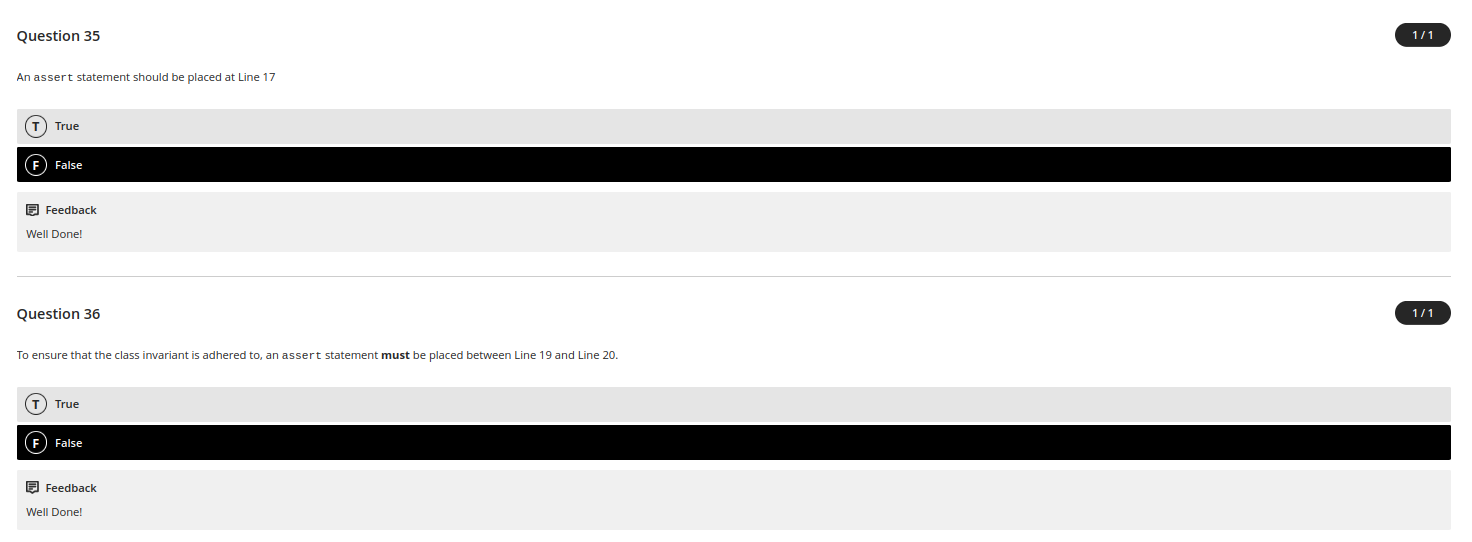 Question 35
1 / 1
An assert statement should be placed at Line 17
T True
F False
Feedback
Well Done!
Question 36
1 / 1
To ensure that the class invariant is adhered to, an assert statement must be placed between Line 19 and Line 20.
T True
F False
Feedback
Well Done!